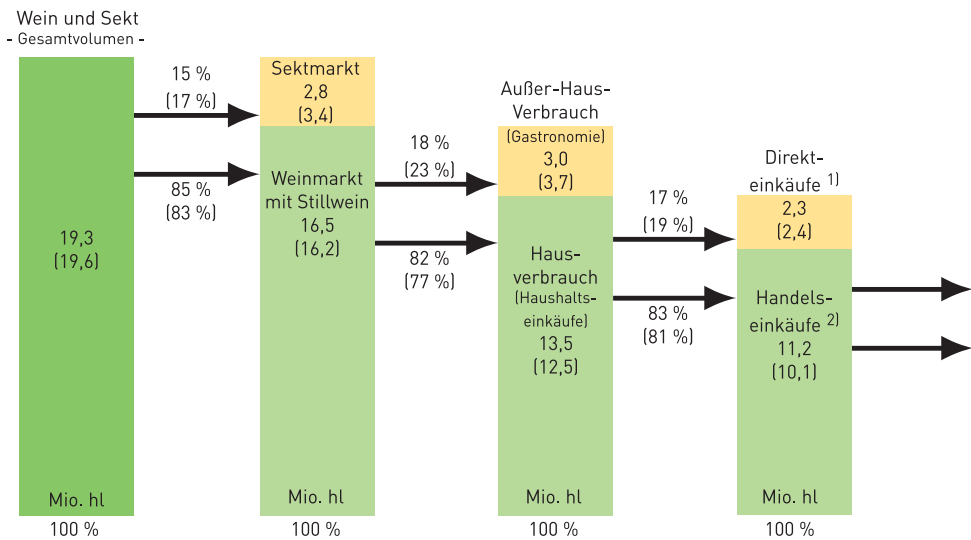 Wein und Sekt
- Gesamtvolumen -
19,3
(19,6)
Mio. hl
100 %
15 %
(17 %)
85 %
(83 %)
Sektmarkt
2,8
(3,4)
Weinmarkt
mit Stillwein
16,5
(16,2)
Mio. hl
100 %
18 %
(23 %)
82 %
(77 %)
Außer-Haus-
Verbrauch
(Gastronomie)
3,0
(3,7)
Haus-
verbrauch
(Haushalts-
einkäufe)
13,5
(12,5)
Mio. hl
100 %
17 %
(19 %)
83 %
(81 %)
Direkt-
einkäufe 1)
2,3
(2,4)
Handels-
einkäufe 2)
11,2
(10,1)
Mio. hl
100 %